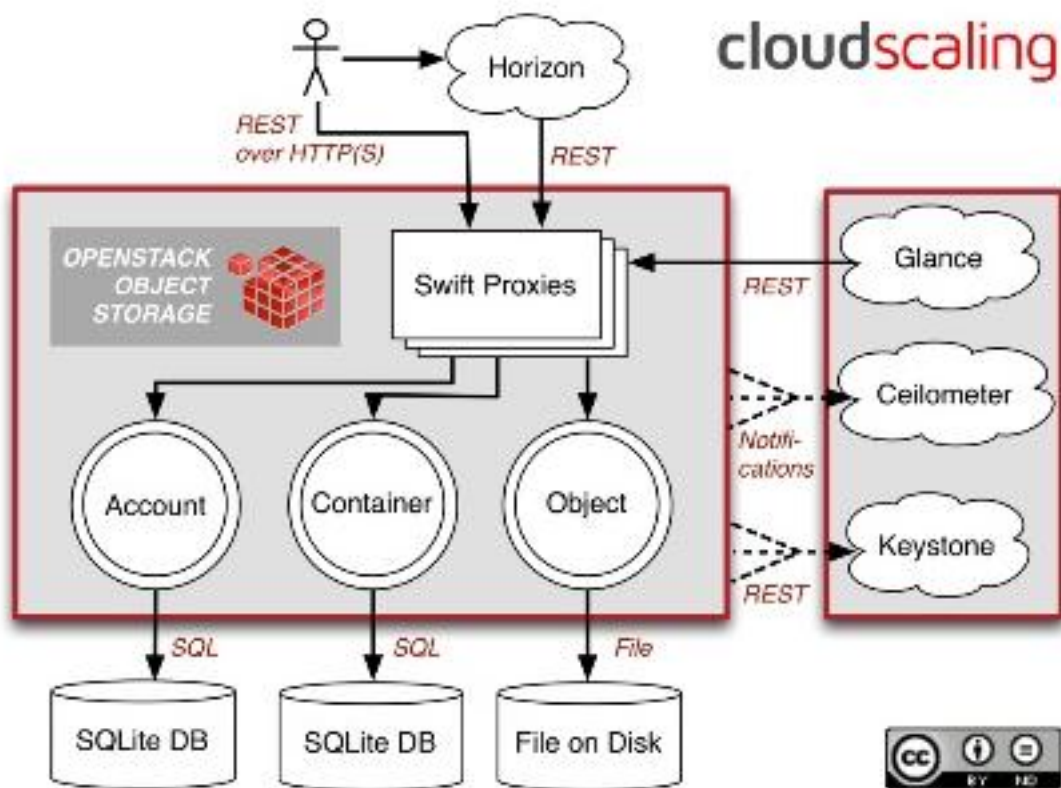 cloudscaling
Horizon
REST
over HTTP(S)
REST
OPENSTACK
OBJECT
STORAGE
Swift Proxies
REST
Glance
Ceilometer
Notifi-
cations
Account
Container
Object
Keystone
REST
SQL
SQL
File
SQLite DB
SQLite DB
File on Disk
cc
BY ND